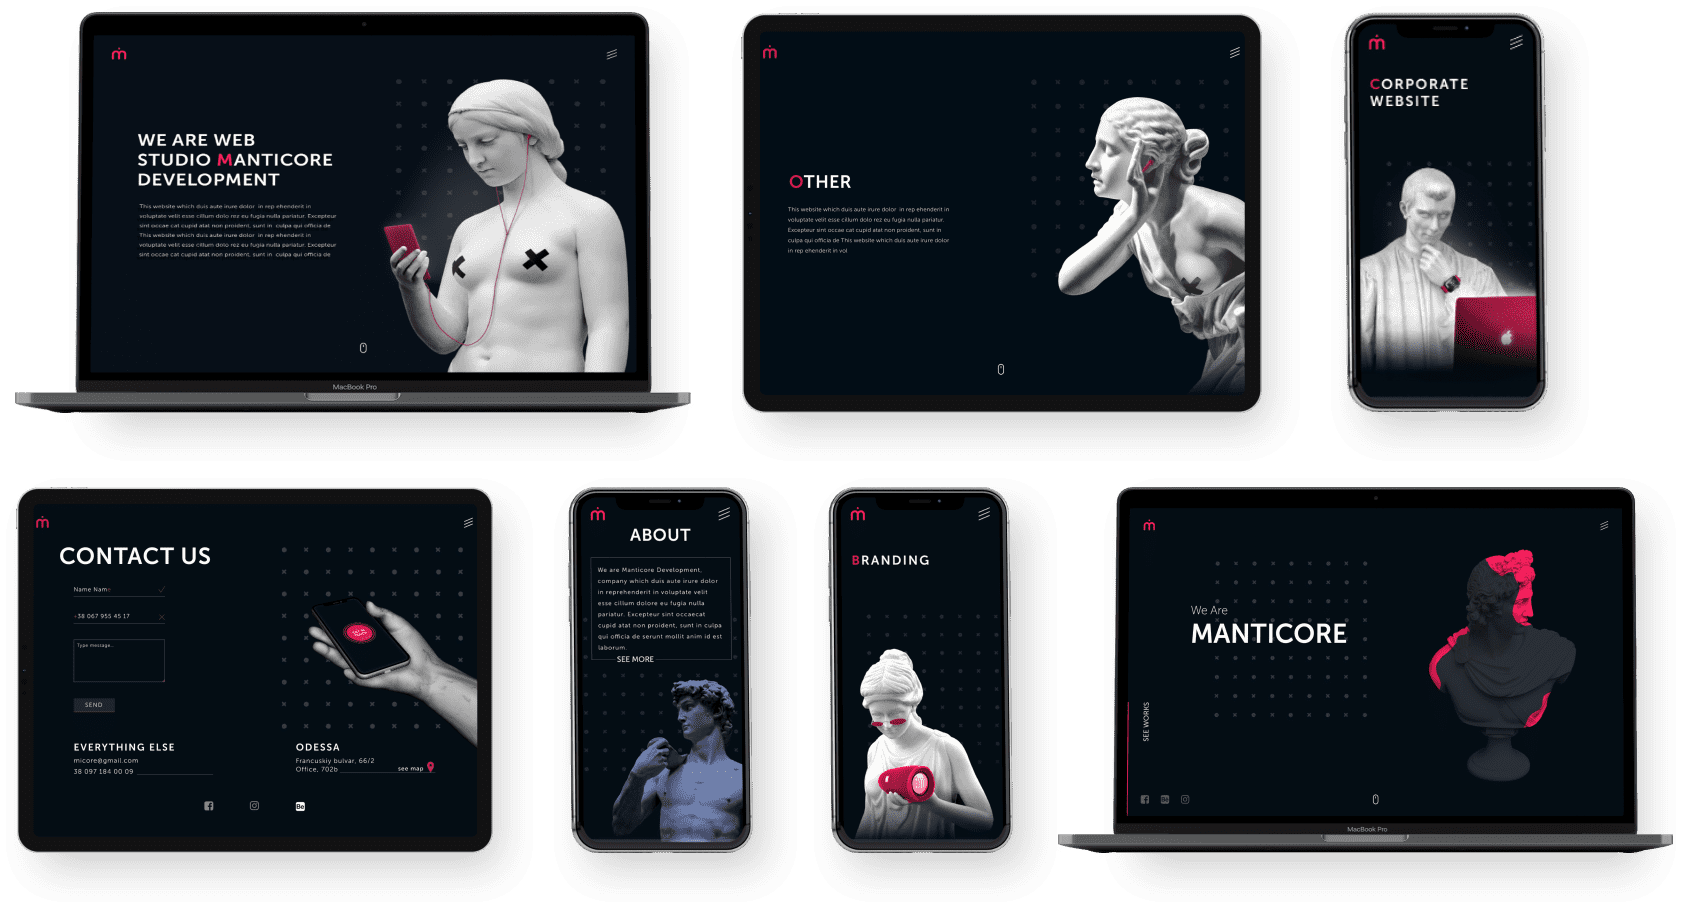 WE ARE WEB
STUDIO MANTICORE
DEVELOPMENT
This website which duis aute irure dolor in rep ehenderit in
voluptate velit esse cillum dolo rez eu fugia nulla pariatur. Excepteur
sint occae cat cupid atat non proident, sunt in culpa qui officia de
This website which duis aute irure dolor in rep ehenderit in
voluptate velit esse cillum dolo rez eu fugia nulla pariatur. Excepteur
sint occae cat cupid atat non proident, sunt in culpa qui officia de
MacBook Pro
OTHER
This website which duis aute irure dolor in rep ehenderit in
voluptate velit esse cillum dolo rez eu fugia nulla pariatur.
Excepteur sint occae cat cupid atat non proident, sunt in
culpa qui officia de This website which duis aute irure dolor
in rep ehenderit in vol
CORPORATE
WEBSITE
CONTACT US
Name Name
+38 067 955 45 17
Type message..
SEND
EVERYTHING ELSE
micore@gmail.com
38 097 184 00 09
ODESSA
Francuskiy bulvar, 66/2
Office, 702b
see map
Be
ABOUT
We are Manticore Development,
company which duis aute irure dolor
in reprehenderit in voluptate velit
esse cillum dolore eu fugia nulla
pariatur. Excepteur sint occaecat
cupid atat non proident, sunt in culpa
qui officia de serunt mollit anim id est
laborum.
SEE MORE
BRANDING
We Are
MANTICORE
SEE WORKS
Be
MacBook Pro